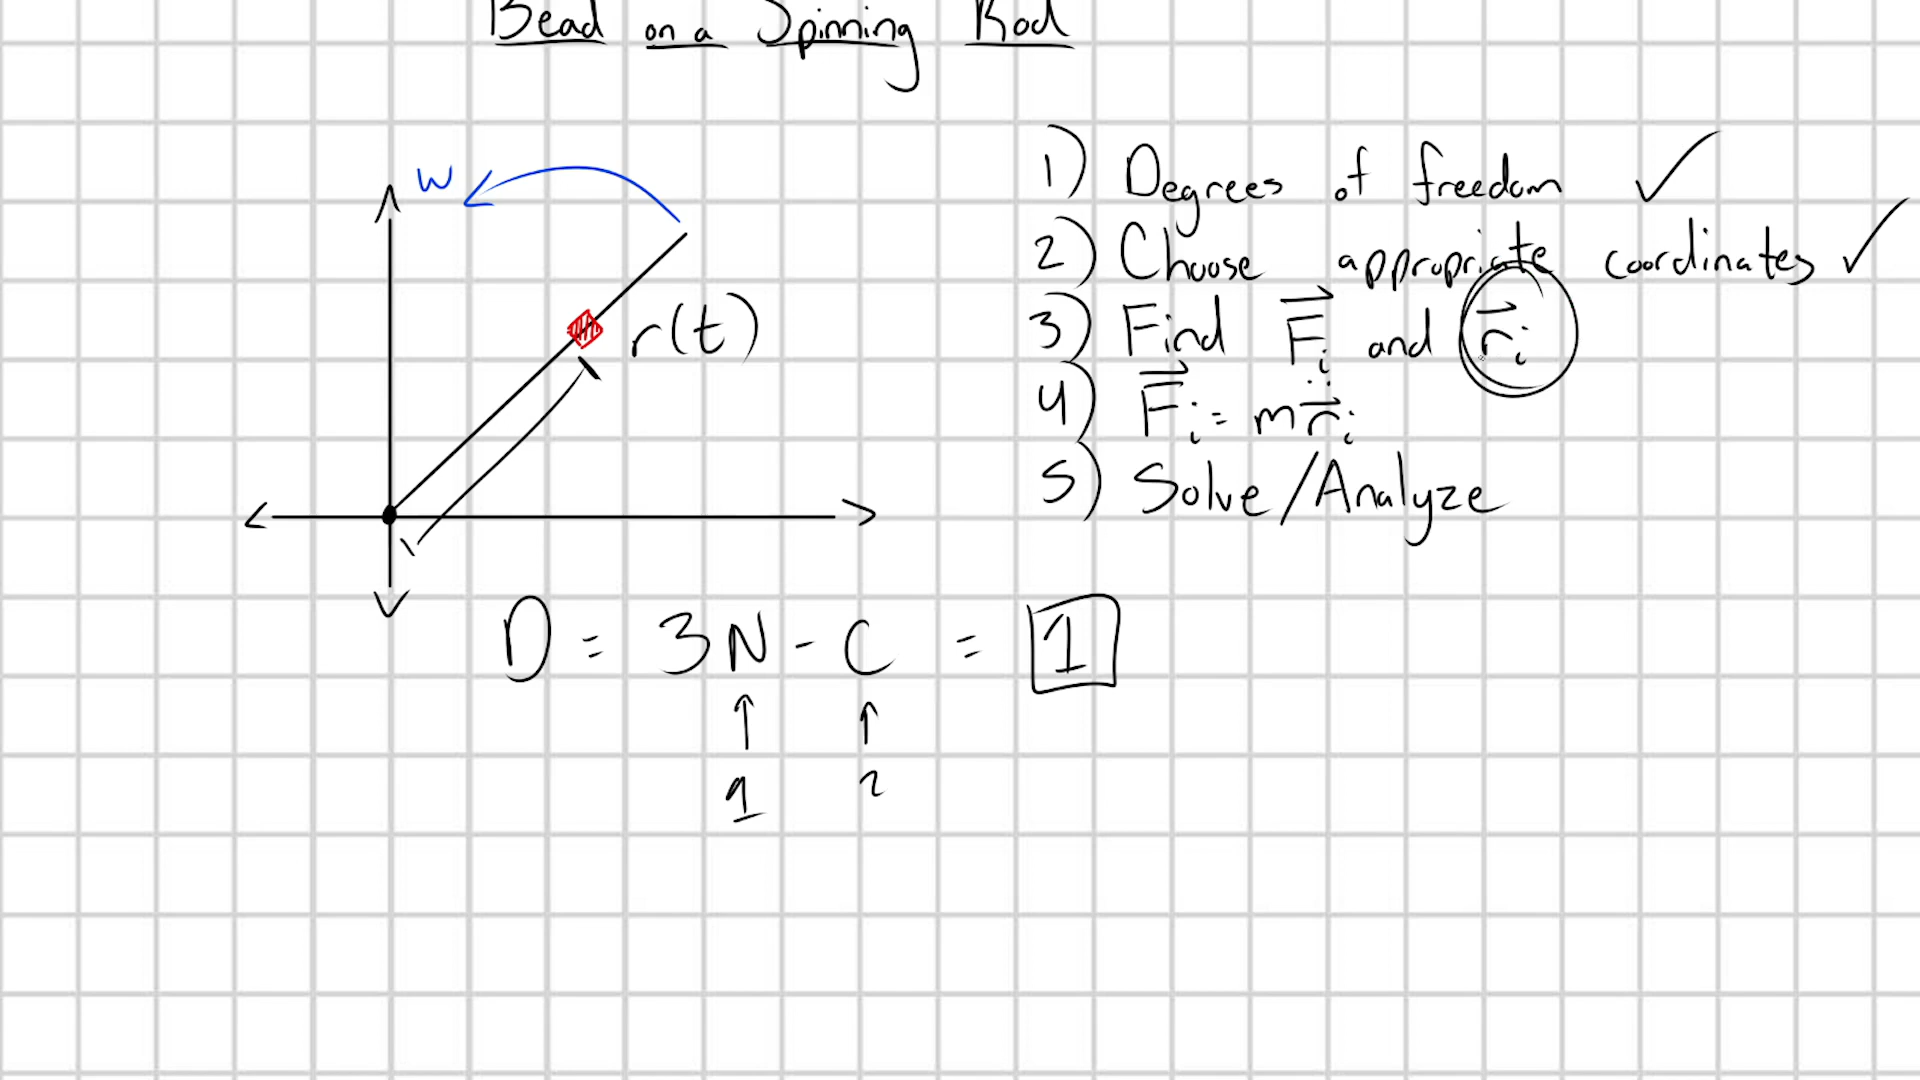 Bead on a Spinning Rod
w
r(t)
1) Degrees of freedom ✓
2) Choose appropriate coordinates ✓
3) Find F⃗ᵢ and r⃗ᵢ
4) F⃗ᵢ = m r̈⃗ᵢ
5) Solve/Analyze
D = 3N - C = 1
↑ ↑
1 2